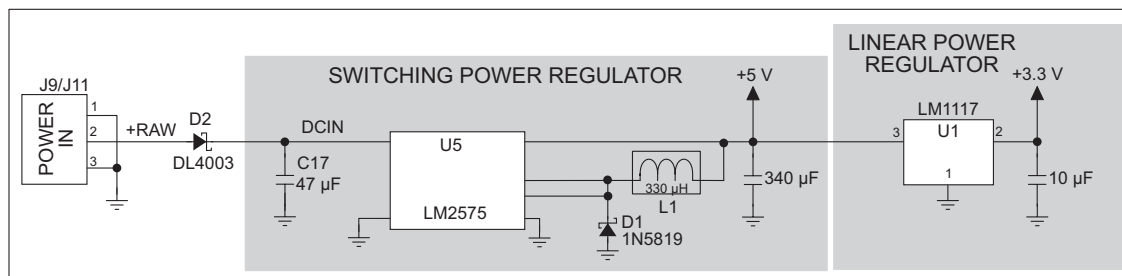 SWITCHING POWER REGULATOR
LINEAR POWER
REGULATOR
J9/J11
POWER
IN
1
2
3
+RAW
D2
DL4003
DCIN
C17
47 µF
U5
LM2575
330 µH
L1
D1
1N5819
+5 V
340 µF
LM1117
U1
3
2
1
+3.3 V
10 µF